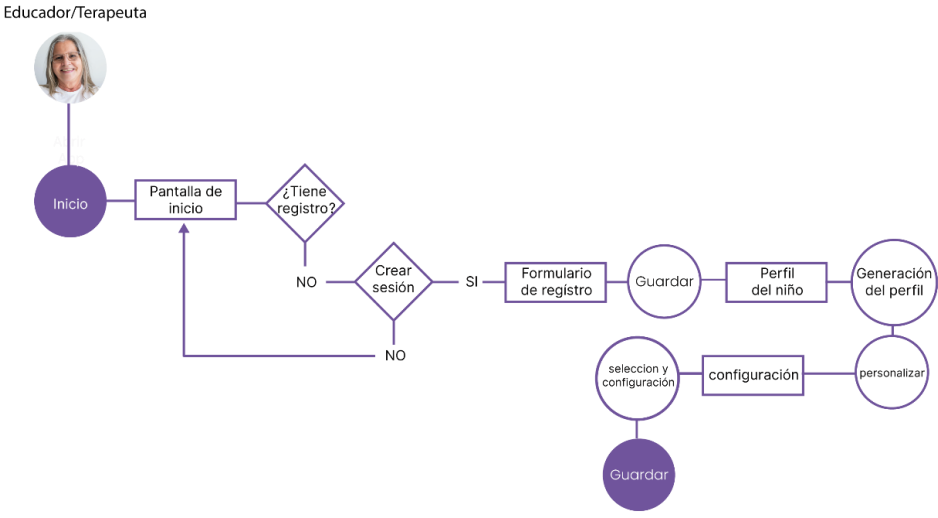 Educador/Terapeuta
Inicio
Pantalla de
inicio
¿Tiene
registro?
NO
Crear
sesión
SI
Formulario
de regístro
Guardar
Perfil
del niño
Generación
del perfil
NO
seleccion y
configuración
configuración
personalizar
Guardar